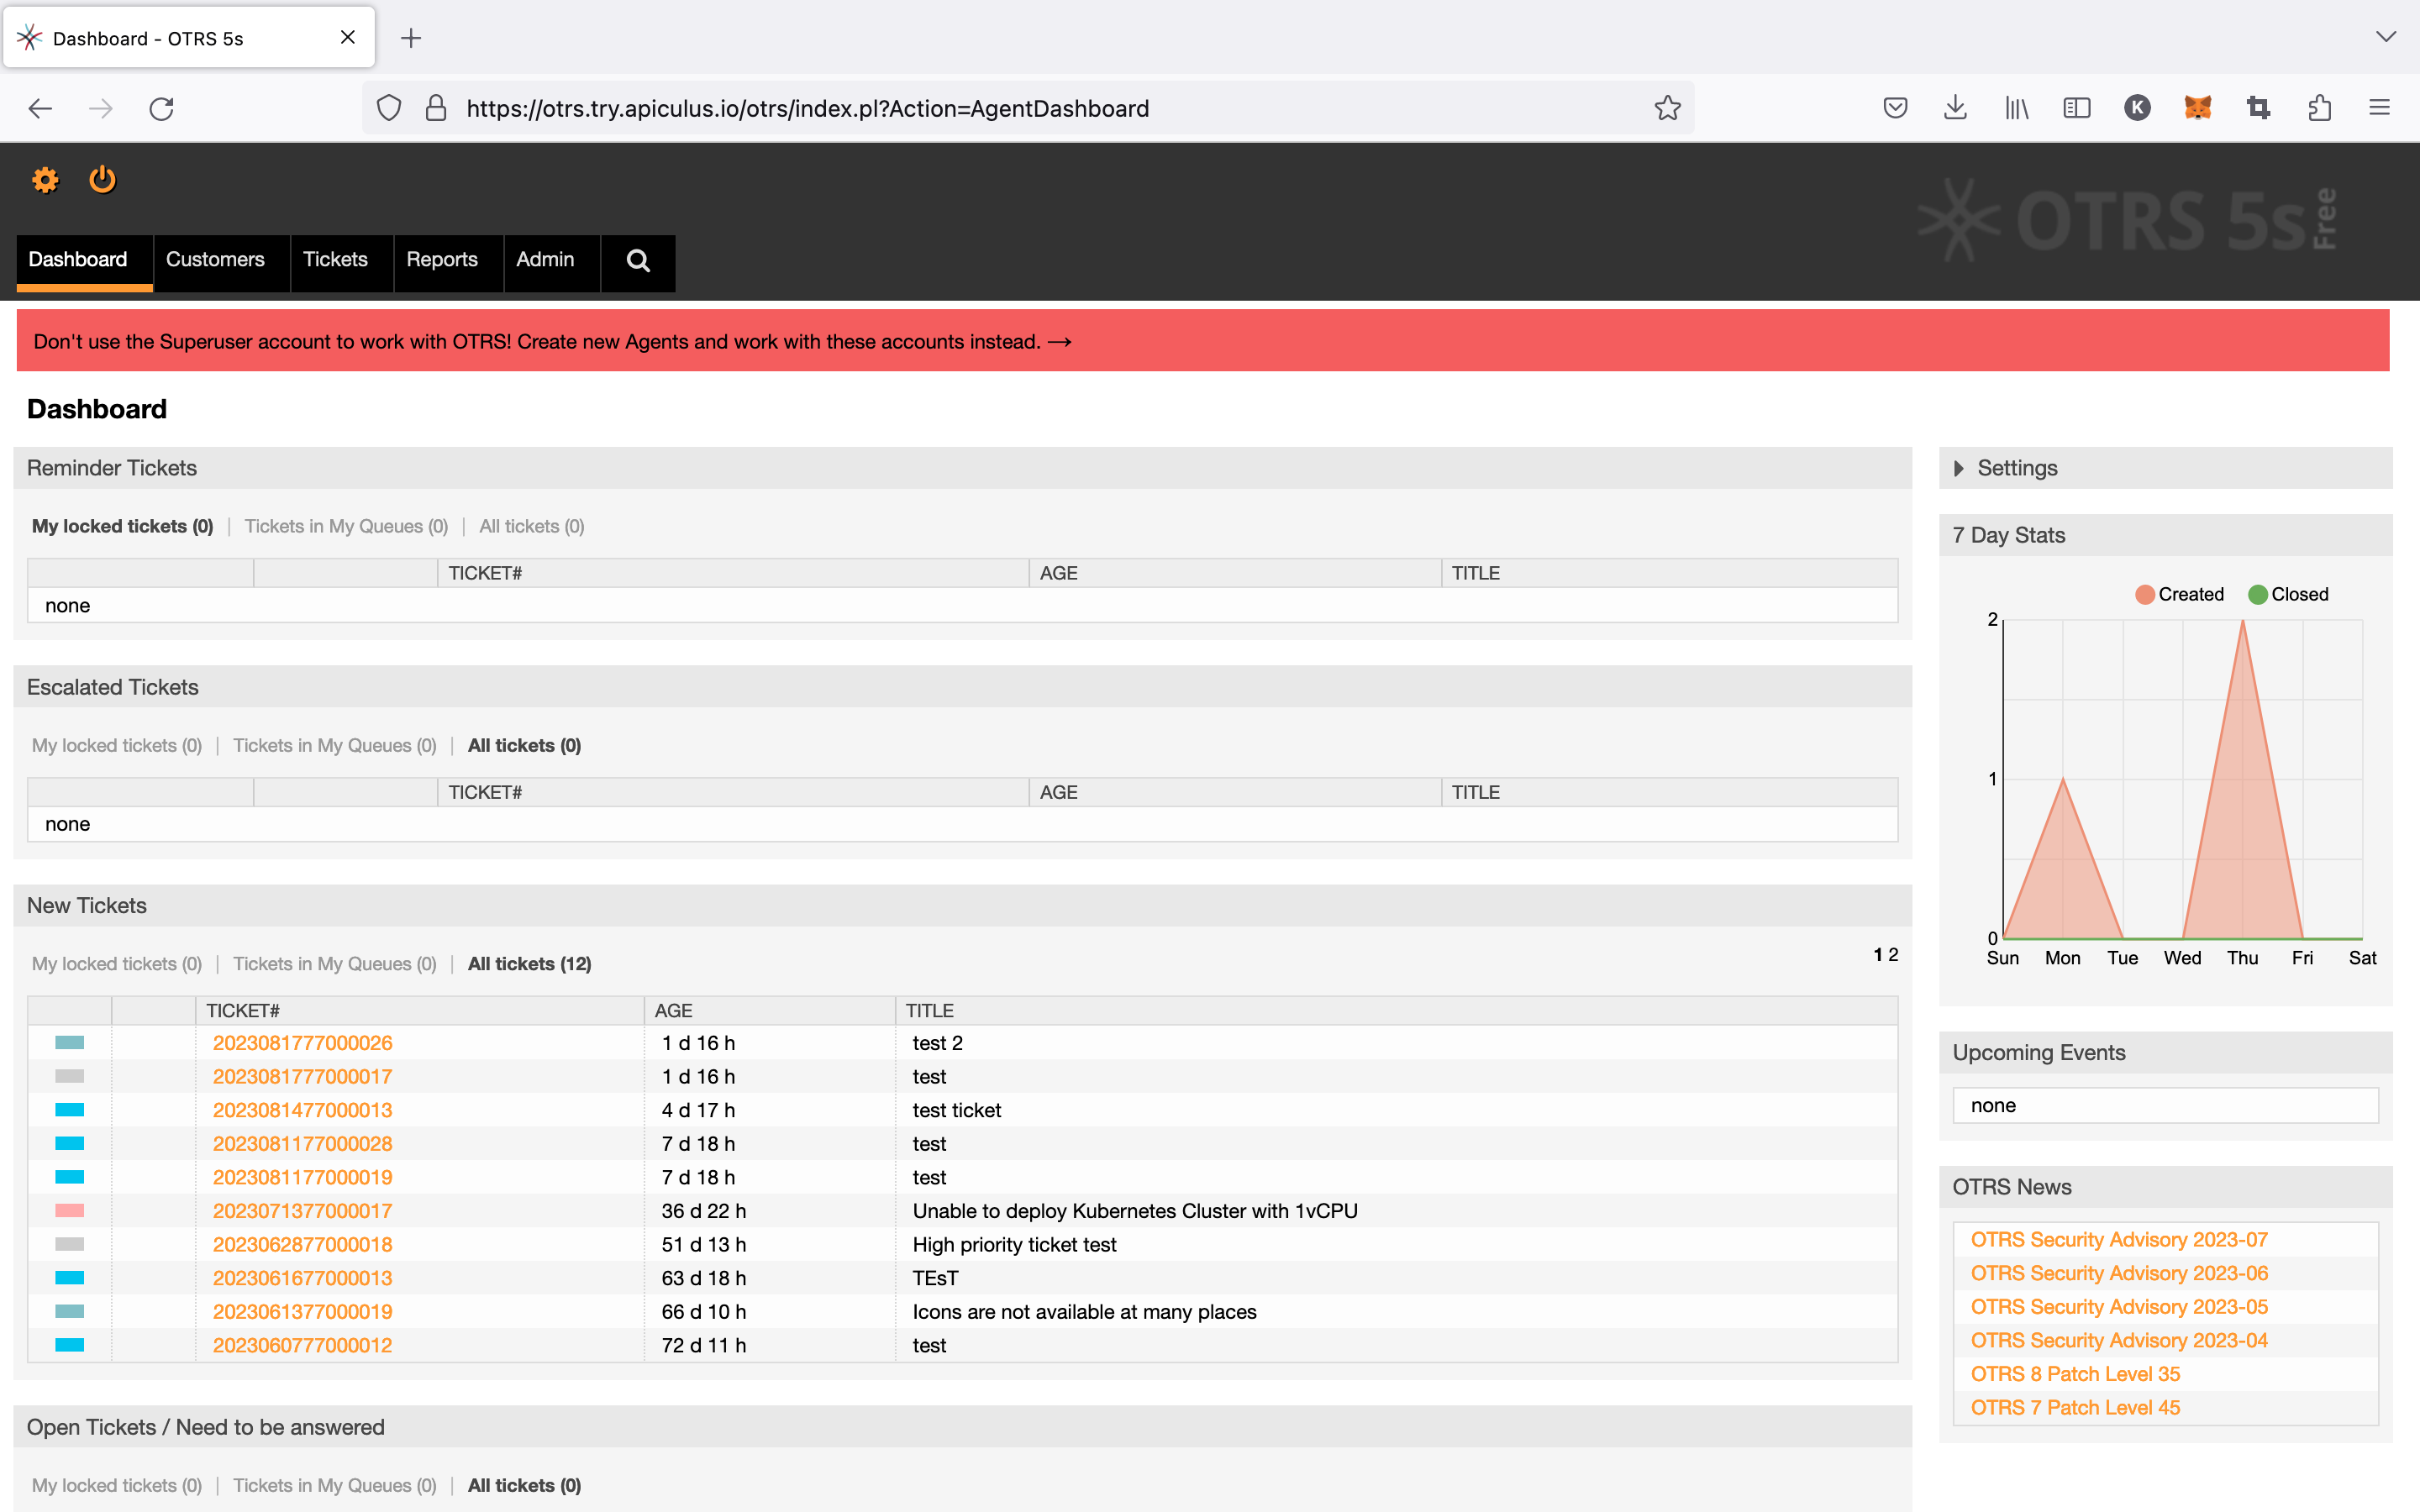 Dashboard - OTRS 5s
https://otrs.try.apiculus.io/otrs/index.pl?Action=AgentDashboard
K
OTRS 5s Free
Dashboard Customers Tickets Reports Admin
Don't use the Superuser account to work with OTRS! Create new Agents and work with these accounts instead. →
Dashboard
Reminder Tickets
My locked tickets (0) | Tickets in My Queues (0) | All tickets (0)
TICKET# AGE TITLE
none
Escalated Tickets
My locked tickets (0) | Tickets in My Queues (0) | All tickets (0)
TICKET# AGE TITLE
none
New Tickets
My locked tickets (0) | Tickets in My Queues (0) | All tickets (12)
1 2
TICKET# AGE TITLE
2023081777000026 1 d 16 h test 2
2023081777000017 1 d 16 h test
2023081477000013 4 d 17 h test ticket
2023081177000028 7 d 18 h test
2023081177000019 7 d 18 h test
2023071377000017 36 d 22 h Unable to deploy Kubernetes Cluster with 1vCPU
2023062877000018 51 d 13 h High priority ticket test
2023061677000013 63 d 18 h TEsT
2023061377000019 66 d 10 h Icons are not available at many places
2023060777000012 72 d 11 h test
Open Tickets / Need to be answered
My locked tickets (0) | Tickets in My Queues (0) | All tickets (0)
Settings
7 Day Stats
Created Closed
2
1
0
Sun Mon Tue Wed Thu Fri Sat
Upcoming Events
none
OTRS News
OTRS Security Advisory 2023-07
OTRS Security Advisory 2023-06
OTRS Security Advisory 2023-05
OTRS Security Advisory 2023-04
OTRS 8 Patch Level 35
OTRS 7 Patch Level 45